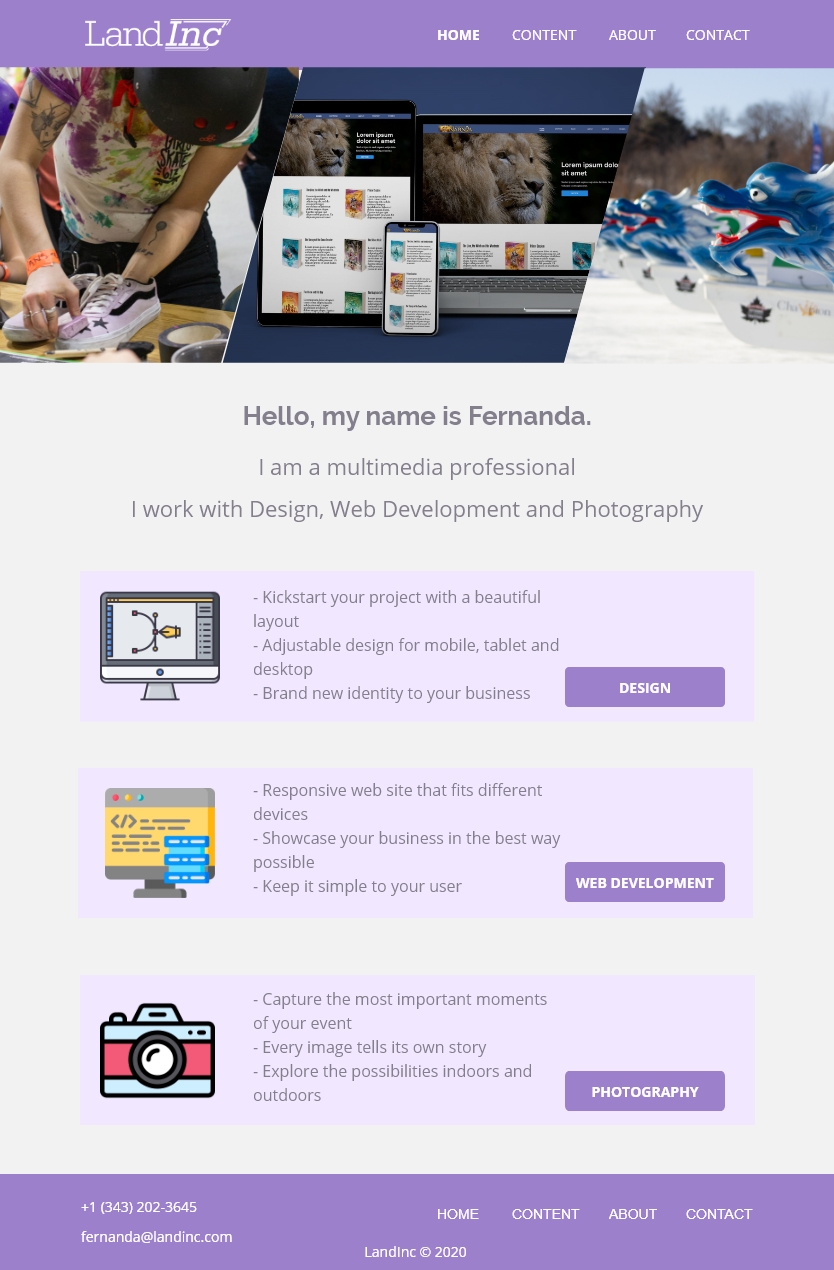 Land Inc
HOME CONTENT ABOUT CONTACT
Lorem ipsum
dolor sit amet
Lorem ipsum dolo
sit amet
Hello, my name is Fernanda.
I am a multimedia professional
I work with Design, Web Development and Photography
- Kickstart your project with a beautiful
layout
- Adjustable design for mobile, tablet and
desktop
- Brand new identity to your business
DESIGN
- Responsive web site that fits different
devices
- Showcase your business in the best way
possible
- Keep it simple to your user
WEB DEVELOPMENT
- Capture the most important moments
of your event
- Every image tells its own story
- Explore the possibilities indoors and
outdoors
PHOTOGRAPHY
+1 (343) 202-3645
HOME CONTENT ABOUT CONTACT
fernanda@landinc.com
LandInc © 2020